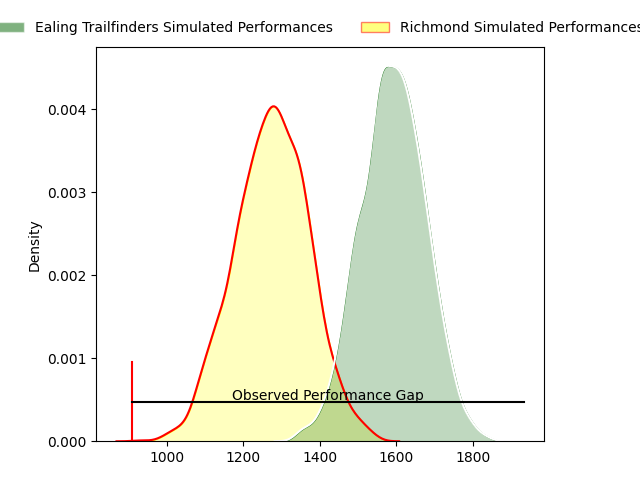 Ealing Trailfinders Simulated Performances
Richmond Simulated Performances
Density
0.004
0.003
0.002
0.001
0.000
Observed Performance Gap
1000
1200
1400
1600
1800